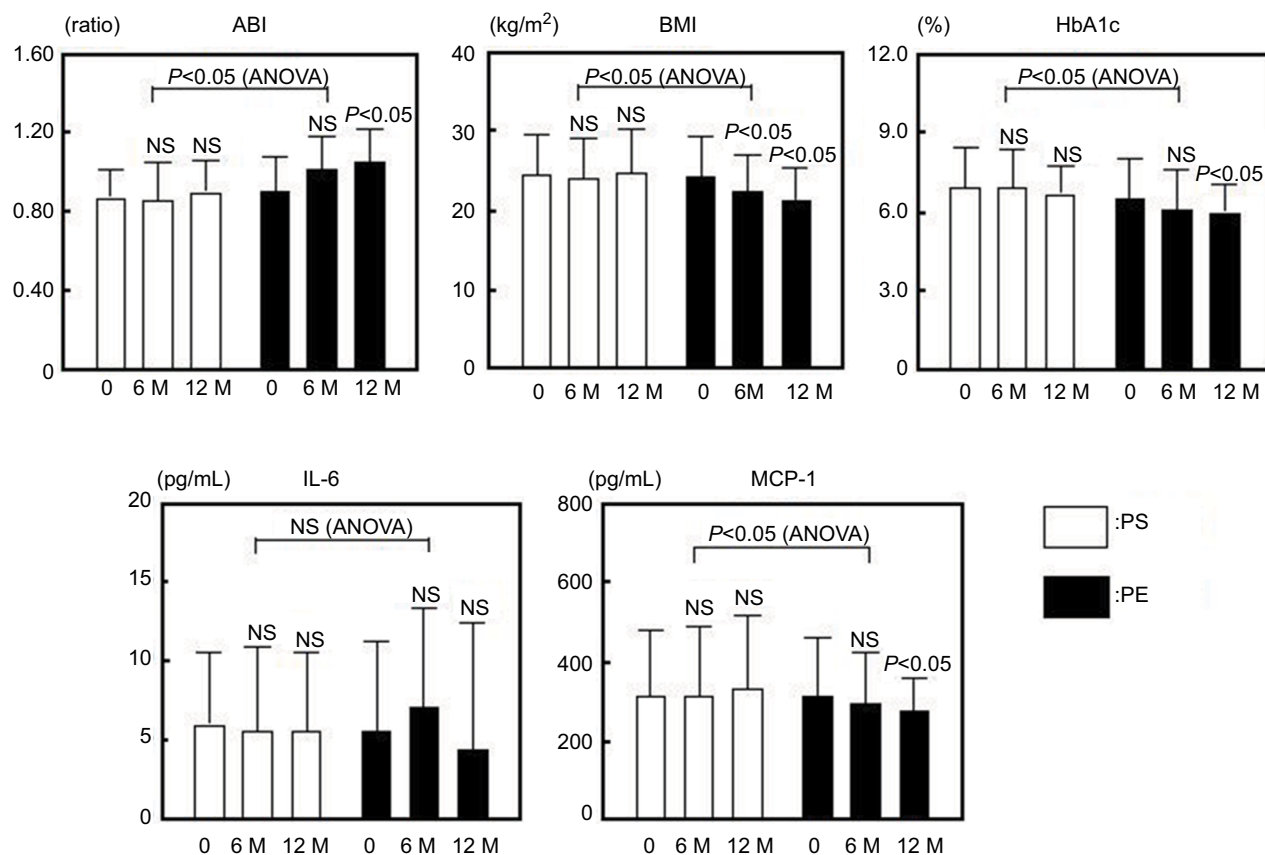 (ratio) ABI
1.60
1.20
0.80
0.40
0
P<0.05 (ANOVA)
NS NS NS P<0.05
0 6 M 12 M 0 6 M 12 M
(kg/m²) BMI
40
30
20
10
0
P<0.05 (ANOVA)
NS NS P<0.05 P<0.05
0 6 M 12 M 0 6M 12 M
(%) HbA1c
12.0
9.0
6.0
3.0
0
P<0.05 (ANOVA)
NS NS NS P<0.05
0 6 M 12 M 0 6 M 12 M
(pg/mL) IL-6
20
15
10
5
0
NS (ANOVA)
NS NS NS NS
0 6 M 12 M 0 6 M 12 M
(pg/mL) MCP-1
800
600
400
200
0
P<0.05 (ANOVA)
NS NS NS P<0.05
0 6 M 12 M 0 6 M 12 M
:PS
:PE